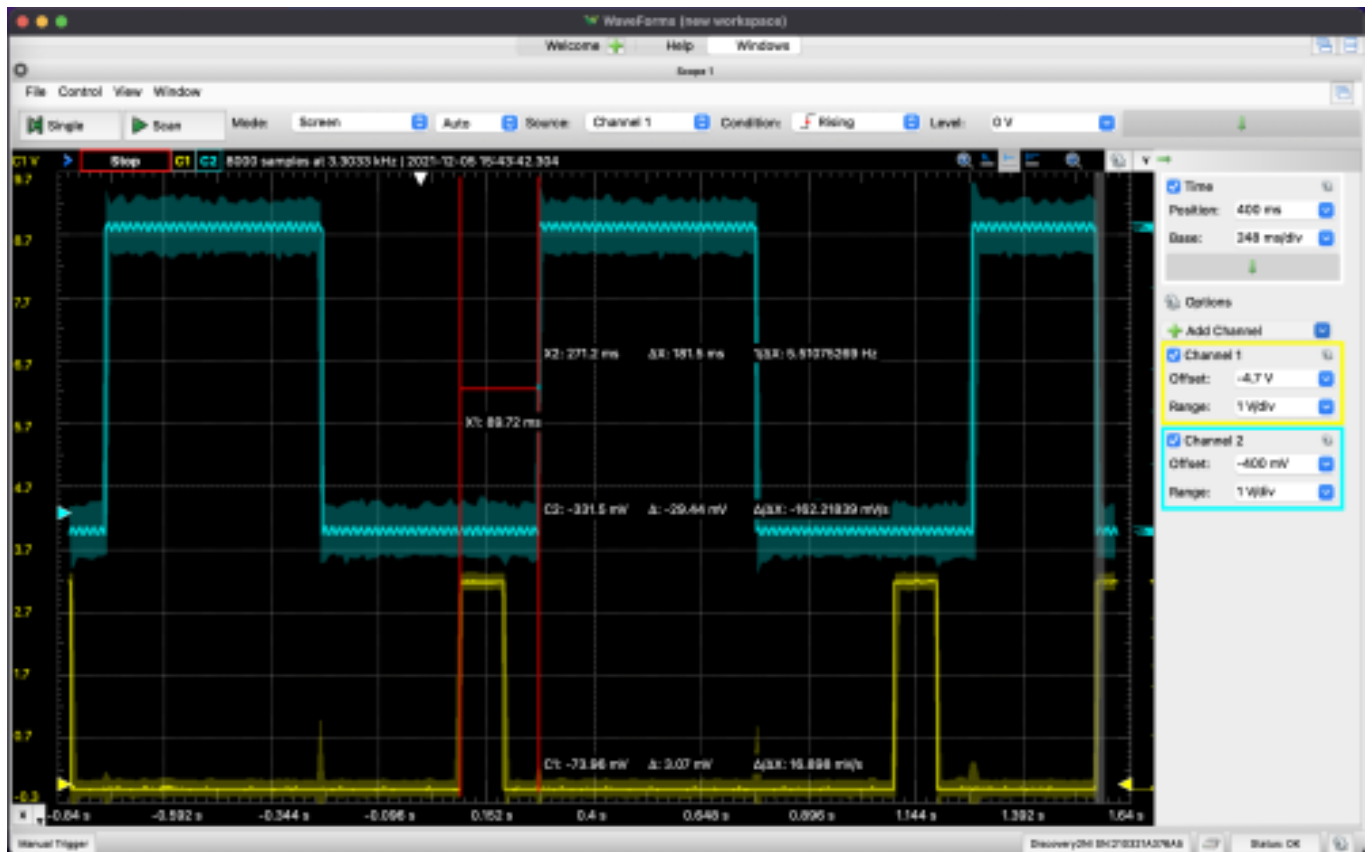 WaveForms (new workspace)
Welcome Help Windows
Scope 1
File Control View Window
Single Scan Mode: Screen Auto Source: Channel 1 Condition: Rising Level: 0 V
C1 V Stop C1 C2 8000 samples at 3.3033 kHz | 2021-12-05 15:43:42.304 Y
9.7
8.7
7.7
6.7
5.7
4.7
3.7
2.7
1.7
0.7
-0.3
X2: 271.2 ms ΔX: 181.5 ms 1/ΔX: 5.51075269 Hz
X1: 89.72 ms
C2: -331.5 mV Δ: -29.44 mV Δ/ΔX: -162.21839 mV/s
C1: -73.96 mV Δ: 3.07 mV Δ/ΔX: 16.898 mV/s
X -0.84 s -0.592 s -0.344 s -0.096 s 0.152 s 0.4 s 0.648 s 0.896 s 1.144 s 1.392 s 1.64 s
Time
Position: 400 ms
Base: 248 ms/div
Options
Add Channel
Channel 1
Offset: -4.7 V
Range: 1 V/div
Channel 2
Offset: -400 mV
Range: 1 V/div
Manual Trigger Status: OK